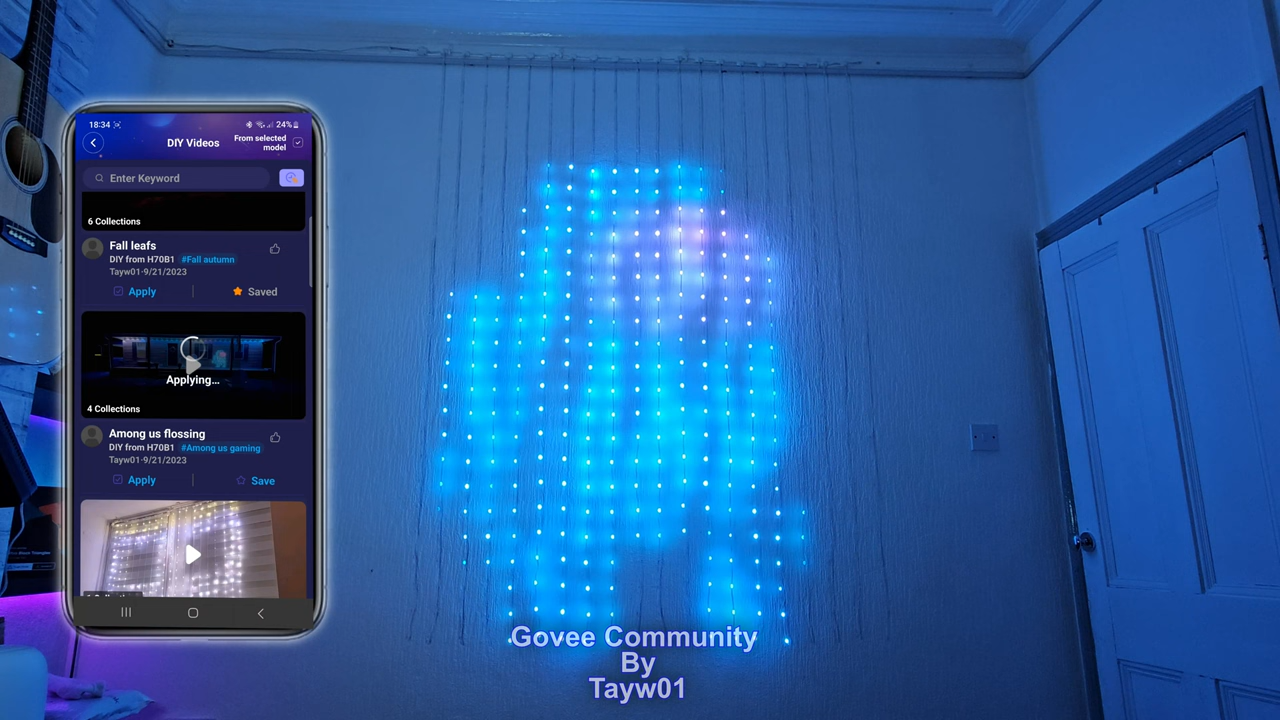 18:34
24%
DIY Videos
From selected
model
Enter Keyword
6 Collections
Fall leafs
DIY from H70B1 #Fall autumn
Tayw01-9/21/2023
Apply
Saved
Applying...
4 Collections
Among us flossing
DIY from H70B1 #Among us gaming
Tayw01-9/21/2023
Apply
Save
Govee Community
By
Tayw01